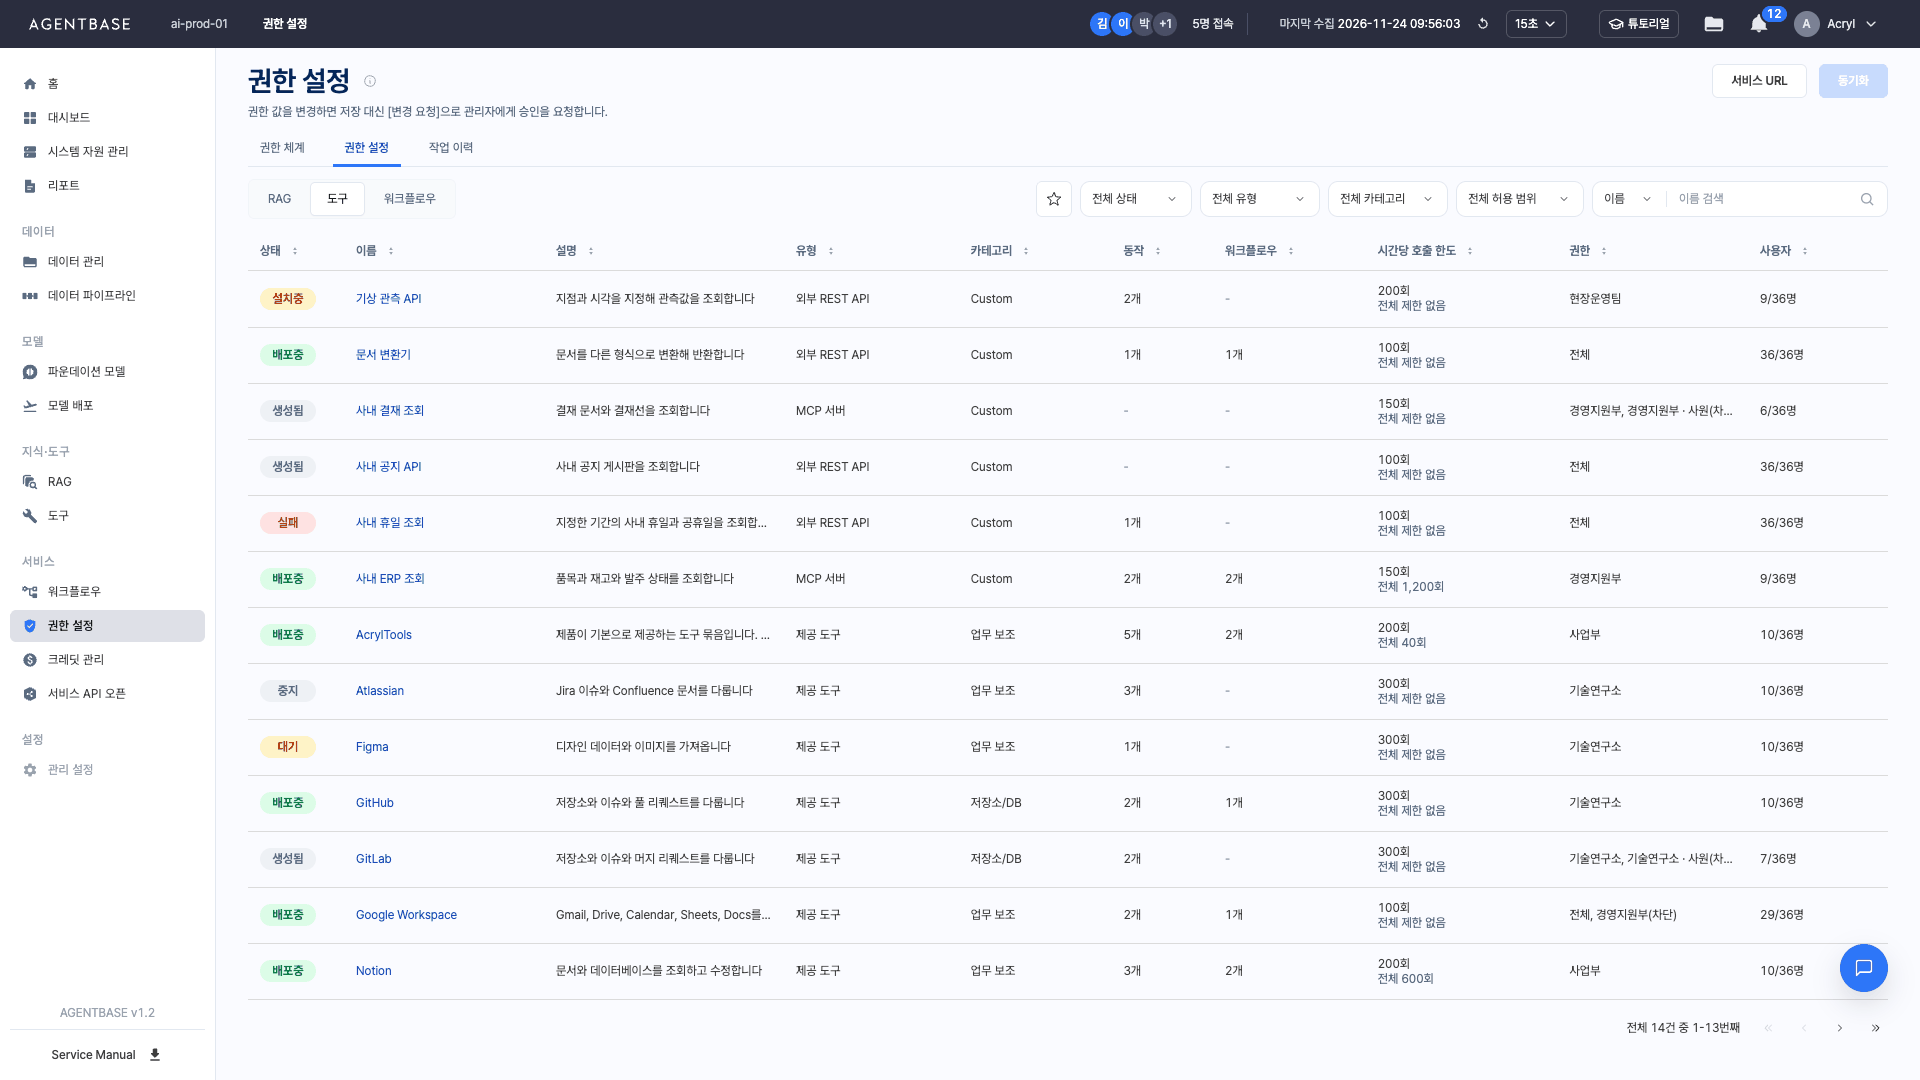 AGENTBASE
ai-prod-01
권한 설정
김 이 박 +1
5명 접속
마지막 수집 2026-11-24 09:56:03
15초
튜토리얼
12
A
Acryl
홈
대시보드
시스템 자원 관리
리포트
데이터
데이터 관리
데이터 파이프라인
모델
파운데이션 모델
모델 배포
지식·도구
RAG
도구
서비스
워크플로우
권한 설정
크레딧 관리
서비스 API 오픈
설정
관리 설정
AGENTBASE v1.2
Service Manual
권한 설정
서비스 URL
동기화
권한 값을 변경하면 저장 대신 [변경 요청]으로 관리자에게 승인을 요청합니다.
권한 체계
권한 설정
작업 이력
RAG
도구
워크플로우
전체 상태
전체 유형
전체 카테고리
전체 허용 범위
이름
이름 검색
상태 이름 설명 유형 카테고리 동작 워크플로우 시간당 호출 한도 권한 사용자
설치중 기상 관측 API 지점과 시각을 지정해 관측값을 조회합니다 외부 REST API Custom 2개 - 200회 현장운영팀 9/36명
전체 제한 없음
배포중 문서 변환기 문서를 다른 형식으로 변환해 반환합니다 외부 REST API Custom 1개 1개 100회 전체 36/36명
전체 제한 없음
생성됨 사내 결재 조회 결재 문서와 결재선을 조회합니다 MCP 서버 Custom - - 150회 경영지원부, 경영지원부 · 사원(차... 6/36명
전체 제한 없음
생성됨 사내 공지 API 사내 공지 게시판을 조회합니다 외부 REST API Custom - - 100회 전체 36/36명
전체 제한 없음
실패 사내 휴일 조회 지정한 기간의 사내 휴일과 공휴일을 조회합... 외부 REST API Custom 1개 - 100회 전체 36/36명
전체 제한 없음
배포중 사내 ERP 조회 품목과 재고와 발주 상태를 조회합니다 MCP 서버 Custom 2개 2개 150회 경영지원부 9/36명
전체 1,200회
배포중 AcrylTools 제품이 기본으로 제공하는 도구 묶음입니다. ... 제공 도구 업무 보조 5개 2개 200회 사업부 10/36명
전체 40회
중지 Atlassian Jira 이슈와 Confluence 문서를 다룹니다 제공 도구 업무 보조 3개 - 300회 기술연구소 10/36명
전체 제한 없음
대기 Figma 디자인 데이터와 이미지를 가져옵니다 제공 도구 업무 보조 1개 - 300회 기술연구소 10/36명
전체 제한 없음
배포중 GitHub 저장소와 이슈와 풀 리퀘스트를 다룹니다 제공 도구 저장소/DB 2개 1개 300회 기술연구소 10/36명
전체 제한 없음
생성됨 GitLab 저장소와 이슈와 머지 리퀘스트를 다룹니다 제공 도구 저장소/DB 2개 - 300회 기술연구소, 기술연구소 · 사원(차... 7/36명
전체 제한 없음
배포중 Google Workspace Gmail, Drive, Calendar, Sheets, Docs를... 제공 도구 업무 보조 2개 1개 100회 전체, 경영지원부(차단) 29/36명
전체 제한 없음
배포중 Notion 문서와 데이터베이스를 조회하고 수정합니다 제공 도구 업무 보조 3개 2개 200회 사업부 10/36명
전체 600회
전체 14건 중 1-13번째